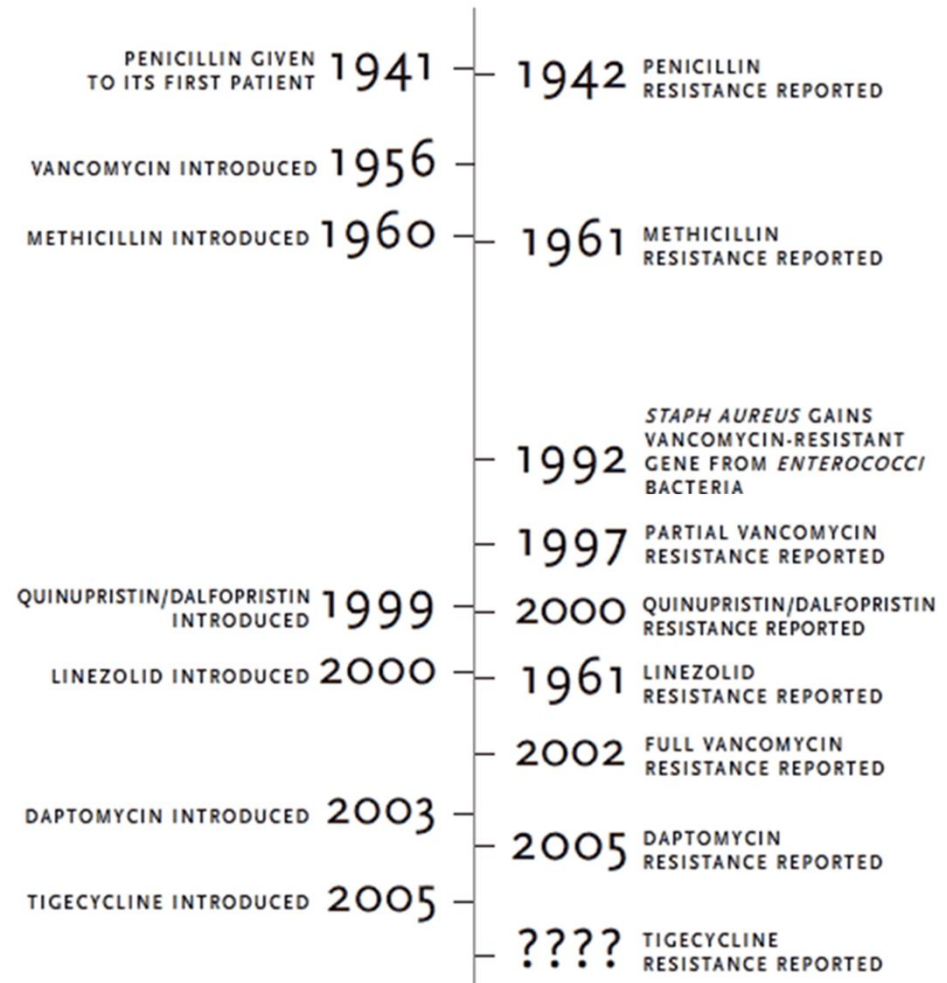 PENICILLIN GIVEN
TO ITS FIRST PATIENT
1941
1942
PENICILLIN
RESISTANCE REPORTED
VANCOMYCIN INTRODUCED 1956
METHICILLIN INTRODUCED 1960
1961
METHICILLIN
RESISTANCE REPORTED
1992
STAPH AUREUS GAINS
VANCOMYCIN-RESISTANT
GENE FROM ENTEROCOCCI
BACTERIA
1997
PARTIAL VANCOMYCIN
RESISTANCE REPORTED
QUINUPRISTIN/DALFOPRISTIN
INTRODUCED
1999
2000
QUINUPRISTIN/DALFOPRISTIN
RESISTANCE REPORTED
LINEZOLID INTRODUCED 2000
1961
LINEZOLID
RESISTANCE REPORTED
2002
FULL VANCOMYCIN
RESISTANCE REPORTED
DAPTOMYCIN INTRODUCED 2003
2005
DAPTOMYCIN
RESISTANCE REPORTED
TIGECYCLINE INTRODUCED 2005
????
TIGECYCLINE
RESISTANCE REPORTED